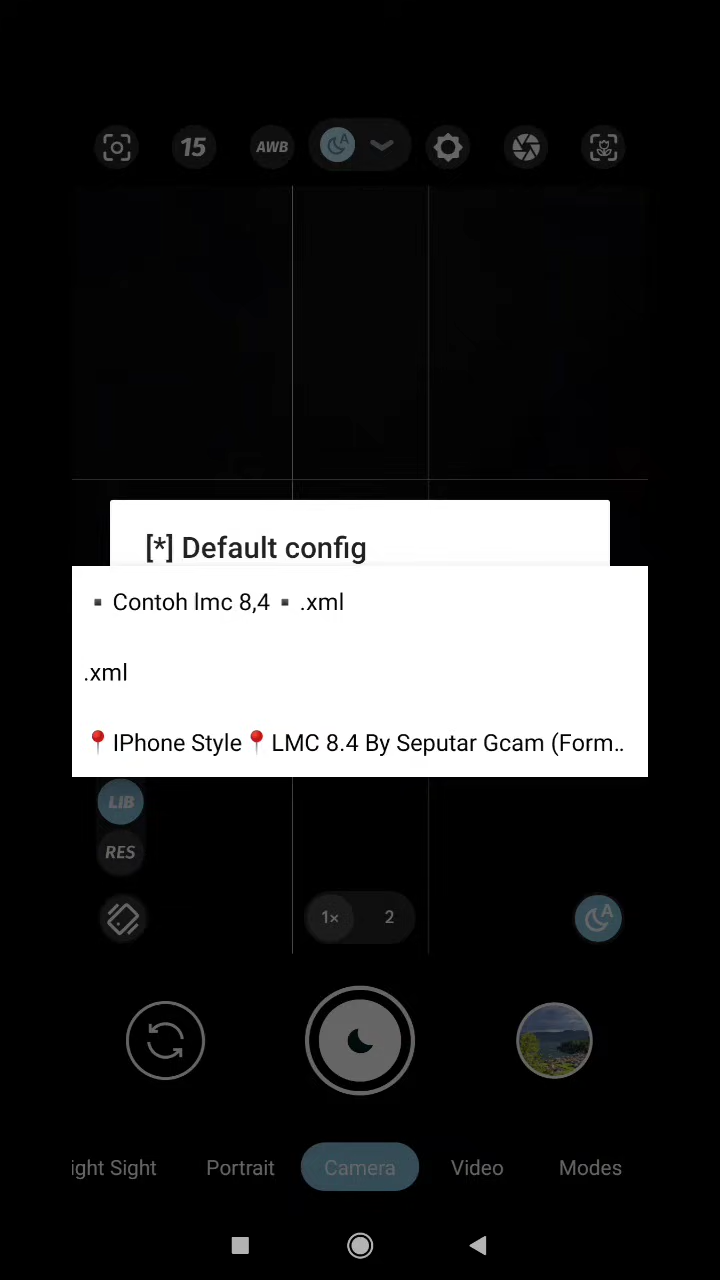 15
AWB
A
[*] Default config
▪ Contoh lmc 8,4 ▪ .xml
.xml
📍IPhone Style📍LMC 8.4 By Seputar Gcam (Form..
LIB
RES
1×
2
A
ight Sight
Portrait
Camera
Video
Modes